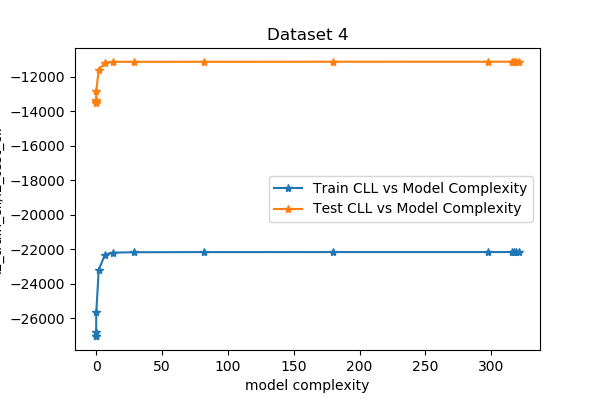 Dataset 4
−12000
−14000
−16000
−18000
−20000
−22000
−24000
−26000
Train CLL vs Model Complexity
Test CLL vs Model Complexity
0 50 100 150 200 250 300
model complexity